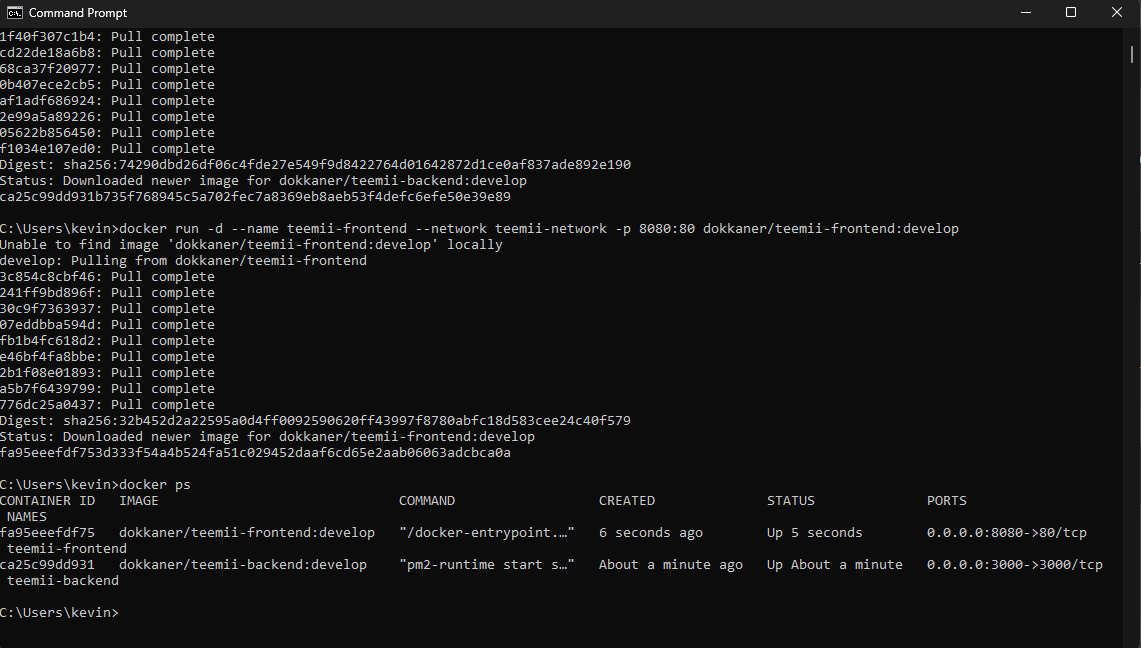 Command Prompt
1f40f307c1b4: Pull complete
cd22de18a6b8: Pull complete
68ca37f20977: Pull complete
0b407ece2cb5: Pull complete
af1adf686924: Pull complete
2e99a5a89226: Pull complete
05622b856450: Pull complete
f1034e107ed0: Pull complete
Digest: sha256:74290dbd26df06c4fde27e549f9d8422764d01642872d1ce0af837ade892e190
Status: Downloaded newer image for dokkaner/teemii-backend:develop
ca25c99dd931b735f768945c5a702fec7a8369eb8aeb53f4defc6efe50e39e89
C:\Users\kevin>docker run -d --name teemii-frontend --network teemii-network -p 8080:80 dokkaner/teemii-frontend:develop
Unable to find image 'dokkaner/teemii-frontend:develop' locally
develop: Pulling from dokkaner/teemii-frontend
3c854c8cbf46: Pull complete
241ff9bd896f: Pull complete
30c9f7363937: Pull complete
07eddbba594d: Pull complete
fb1b4fc618d2: Pull complete
e46bf4fa8bbe: Pull complete
2b1f08e01893: Pull complete
a5b7f6439799: Pull complete
776dc25a0437: Pull complete
Digest: sha256:32b452d2a22595a0d4ff0092590620ff43997f8780abfc18d583cee24c40f579
Status: Downloaded newer image for dokkaner/teemii-frontend:develop
fa95eeefdf753d333f54a4b524fa51c029452daaf6cd65e2aab06063adcbca0a
C:\Users\kevin>docker ps
CONTAINER ID   IMAGE                              COMMAND                  CREATED              STATUS              PORTS
NAMES
fa95eeefdf75   dokkaner/teemii-frontend:develop   "/docker-entrypoint.…"   6 seconds ago        Up 5 seconds        0.0.0.0:8080->80/tcp
teemii-frontend
ca25c99dd931   dokkaner/teemii-backend:develop    "pm2-runtime start s…"   About a minute ago   Up About a minute   0.0.0.0:3000->3000/tcp
teemii-backend
C:\Users\kevin>